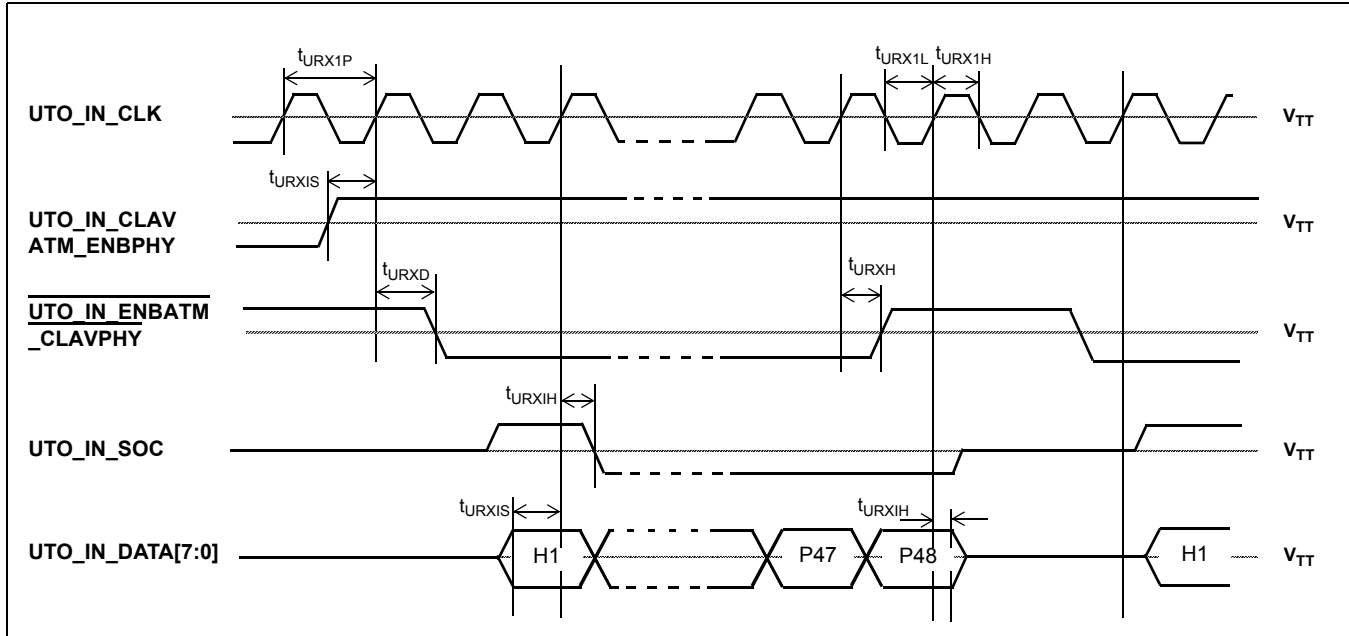 tURX1P
tURX1L tURX1H
UTO_IN_CLK
VTT
tURXIS
UTO_IN_CLAV
ATM_ENBPHY
VTT
tURXD
tURXH
UTO_IN_ENBATM
_CLAVPHY
VTT
tURXIH
UTO_IN_SOC
VTT
tURXIS
tURXIH
UTO_IN_DATA[7:0]
H1 P47 P48 H1
VTT